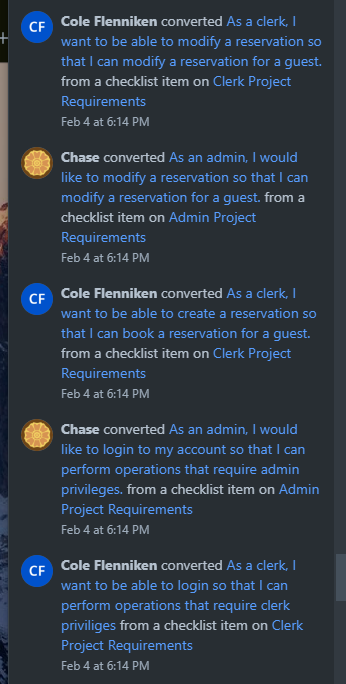 CF
Cole Flenniken converted As a clerk, I
want to be able to modify a reservation so
that I can modify a reservation for a guest.
from a checklist item on Clerk Project
Requirements
Feb 4 at 6:14 PM
Chase converted As an admin, I would
like to modify a reservation so that I can
modify a reservation for a guest. from a
checklist item on Admin Project
Requirements
Feb 4 at 6:14 PM
CF
Cole Flenniken converted As a clerk, I
want to be able to create a reservation so
that I can book a reservation for a guest.
from a checklist item on Clerk Project
Requirements
Feb 4 at 6:14 PM
Chase converted As an admin, I would
like to login to my account so that I can
perform operations that require admin
privileges. from a checklist item on Admin
Project Requirements
Feb 4 at 6:14 PM
CF
Cole Flenniken converted As a clerk, I
want to be able to login so that I can
perform operations that require clerk
priviliges from a checklist item on Clerk
Project Requirements
Feb 4 at 6:14 PM